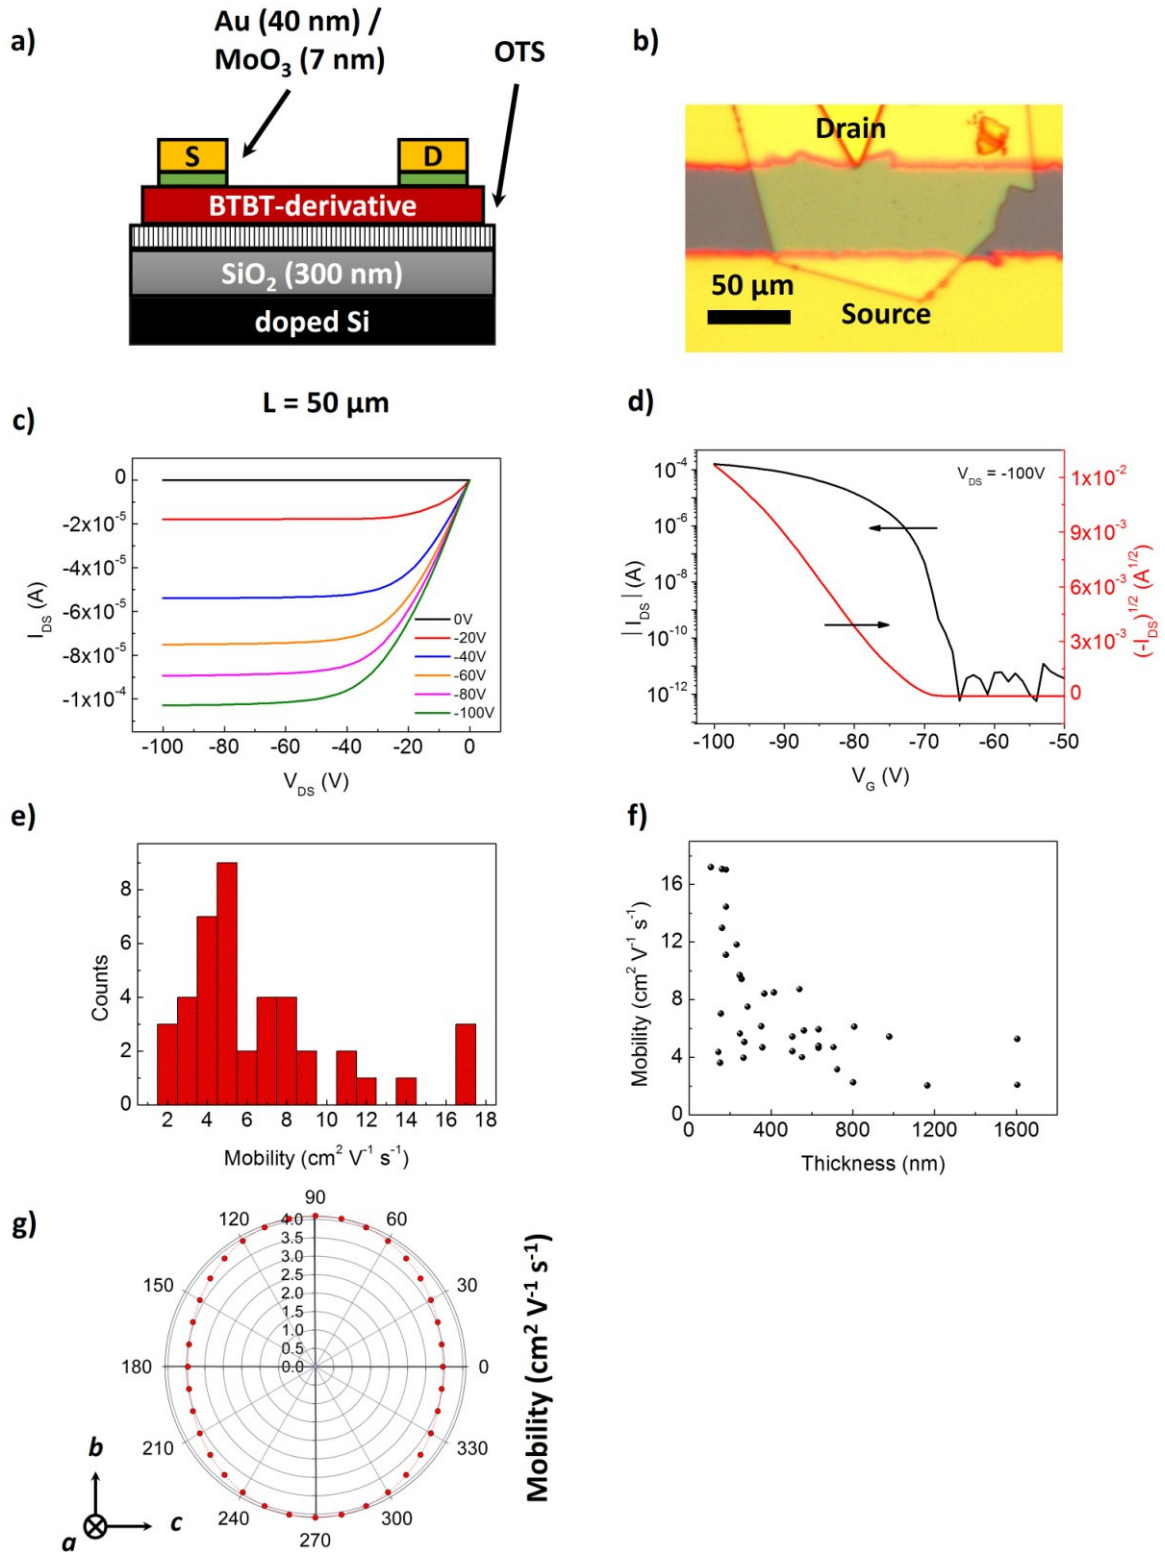 a)
Au (40 nm) /
MoO₃ (7 nm)
OTS
S
D
BTBT-derivative
SiO₂ (300 nm)
doped Si
b)
Drain
50 µm
Source
c)
L = 50 µm
0
-2x10⁻⁵
-4x10⁻⁵
-6x10⁻⁵
-8x10⁻⁵
-1x10⁻⁴
I_DS (A)
0V
-20V
-40V
-60V
-80V
-100V
-100 -80 -60 -40 -20 0
V_DS (V)
d)
V_DS = -100V
10⁻⁴
10⁻⁶
10⁻⁸
10⁻¹⁰
10⁻¹²
| I_DS | (A)
1x10⁻²
9x10⁻³
6x10⁻³
3x10⁻³
0
(-I_DS)^1/2 (A^1/2)
-100 -90 -80 -70 -60 -50
V_G (V)
e)
8
6
4
2
0
Counts
2 4 6 8 10 12 14 16 18
Mobility (cm² V⁻¹ s⁻¹)
f)
16
12
8
4
0
Mobility (cm² V⁻¹ s⁻¹)
0 400 800 1200 1600
Thickness (nm)
g)
90
120
60
150
30
180
0
210
330
240
300
270
4.0
3.5
3.0
2.5
2.0
1.5
1.0
0.5
0.0
Mobility (cm² V⁻¹ s⁻¹)
b
a
c